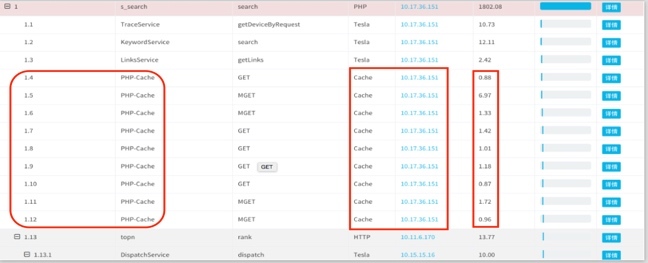 1 s_search search PHP 10.17.36.151 1802.08 详情
1.1 TraceService getDeviceByRequest Tesla 10.17.36.151 10.73 详情
1.2 KeywordService search Tesla 10.17.36.151 12.11 详情
1.3 LinksService getLinks Tesla 10.17.36.151 2.42 详情
1.4 PHP-Cache GET Cache 10.17.36.151 0.88 详情
1.5 PHP-Cache MGET Cache 10.17.36.151 6.97 详情
1.6 PHP-Cache MGET Cache 10.17.36.151 1.33 详情
1.7 PHP-Cache GET Cache 10.17.36.151 1.42 详情
1.8 PHP-Cache GET Cache 10.17.36.151 1.01 详情
1.9 PHP-Cache GET GET Cache 10.17.36.151 1.18 详情
1.10 PHP-Cache GET Cache 10.17.36.151 0.87 详情
1.11 PHP-Cache MGET Cache 10.17.36.151 1.72 详情
1.12 PHP-Cache MGET Cache 10.17.36.151 0.96 详情
1.13 topn rank HTTP 10.11.6.170 13.77 详情
1.13.1 DispatchService dispatch Tesla 10.15.15.16 10.00 详情